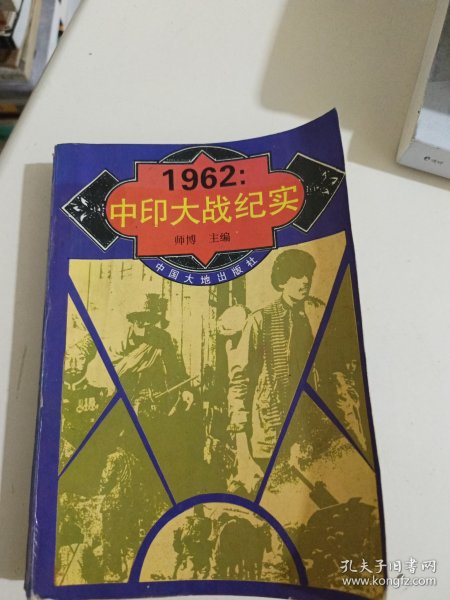 1962:
中印大战纪实
师博 主编
中国大地出版社
孔夫子旧书网
www.kongfz.com